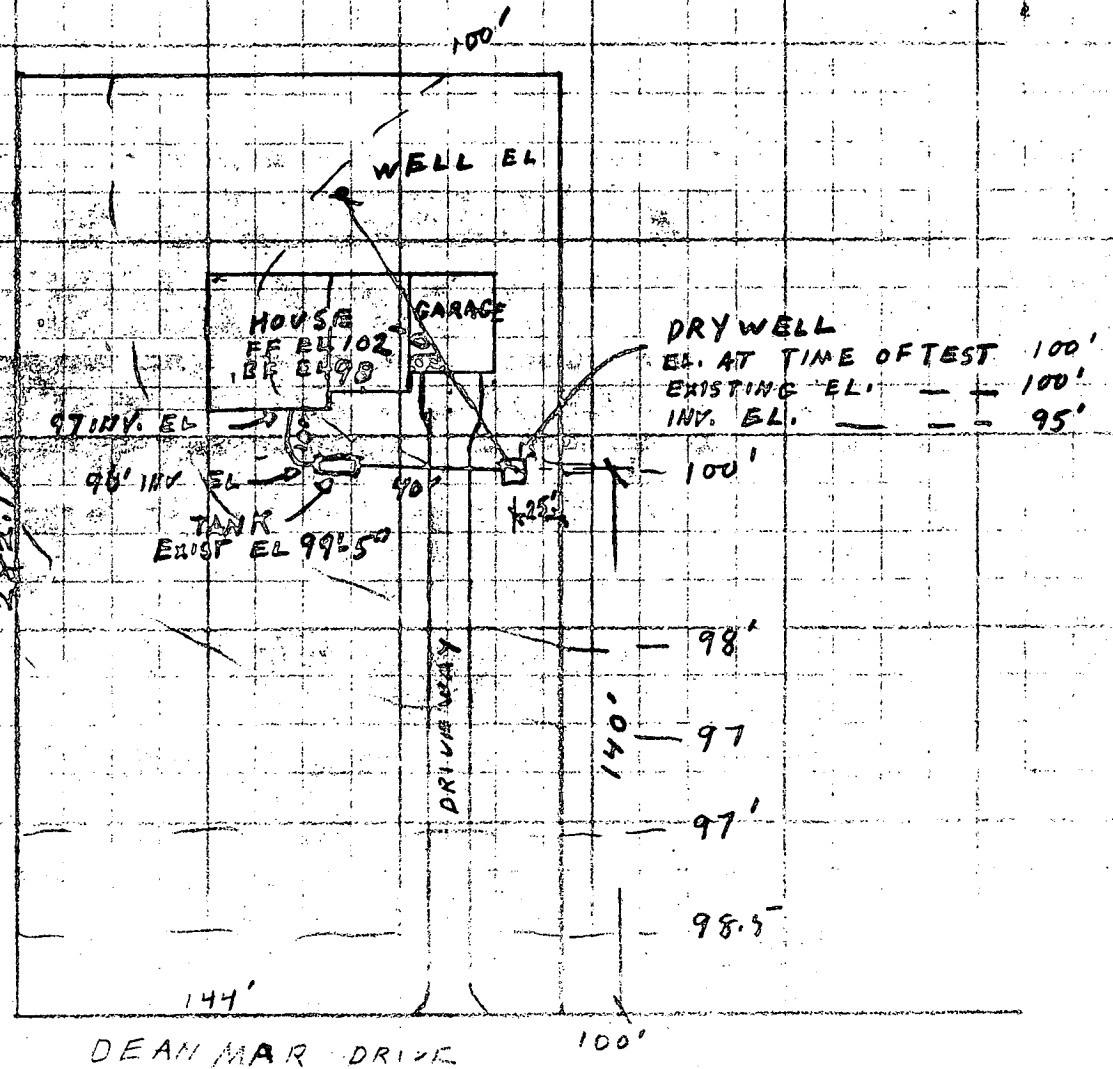 100'
WELL EL
HOUSE
FF EL 102'
BF EL 98
GARAGE
DRYWELL
EL. AT TIME OF TEST 100'
EXISTING EL. — — 100'
INV. EL. — — — 95'
97 INV. EL
INV EL
TANK
EXIST EL 99'-5"
40'
25'
100'
98'
97
140'
DRIVEWAY
97'
98.5
144'
100'
DEAN MAR DRIVE